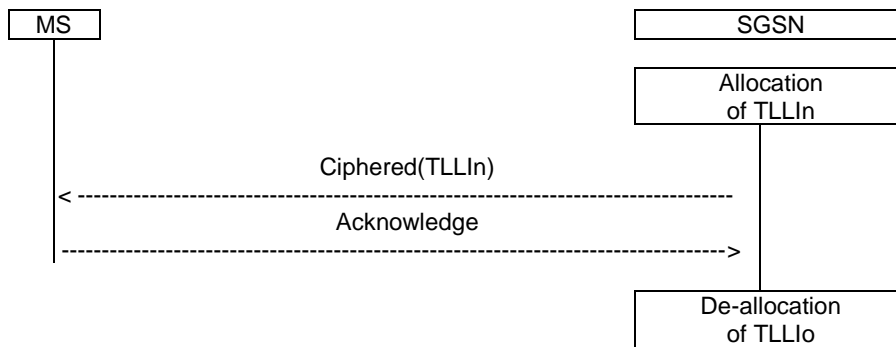 MS
SGSN
Allocation
of TLLIn
Ciphered(TLLIn)
Acknowledge
De-allocation
of TLLIo